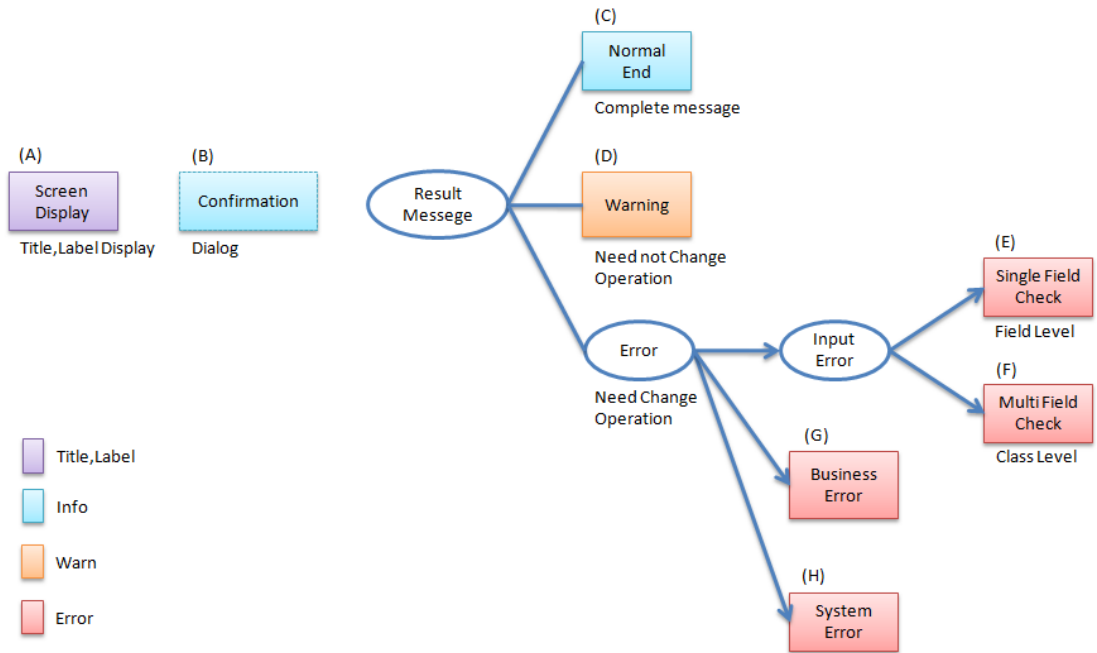 (C)
Normal
End
Complete message
(A)
Screen
Display
Title,Label Display
(B)
Confirmation
Dialog
Result
Messege
(D)
Warning
Need not Change
Operation
Error
Need Change
Operation
Input
Error
(E)
Single Field
Check
Field Level
(F)
Multi Field
Check
Class Level
(G)
Business
Error
(H)
System
Error
Title,Label
Info
Warn
Error